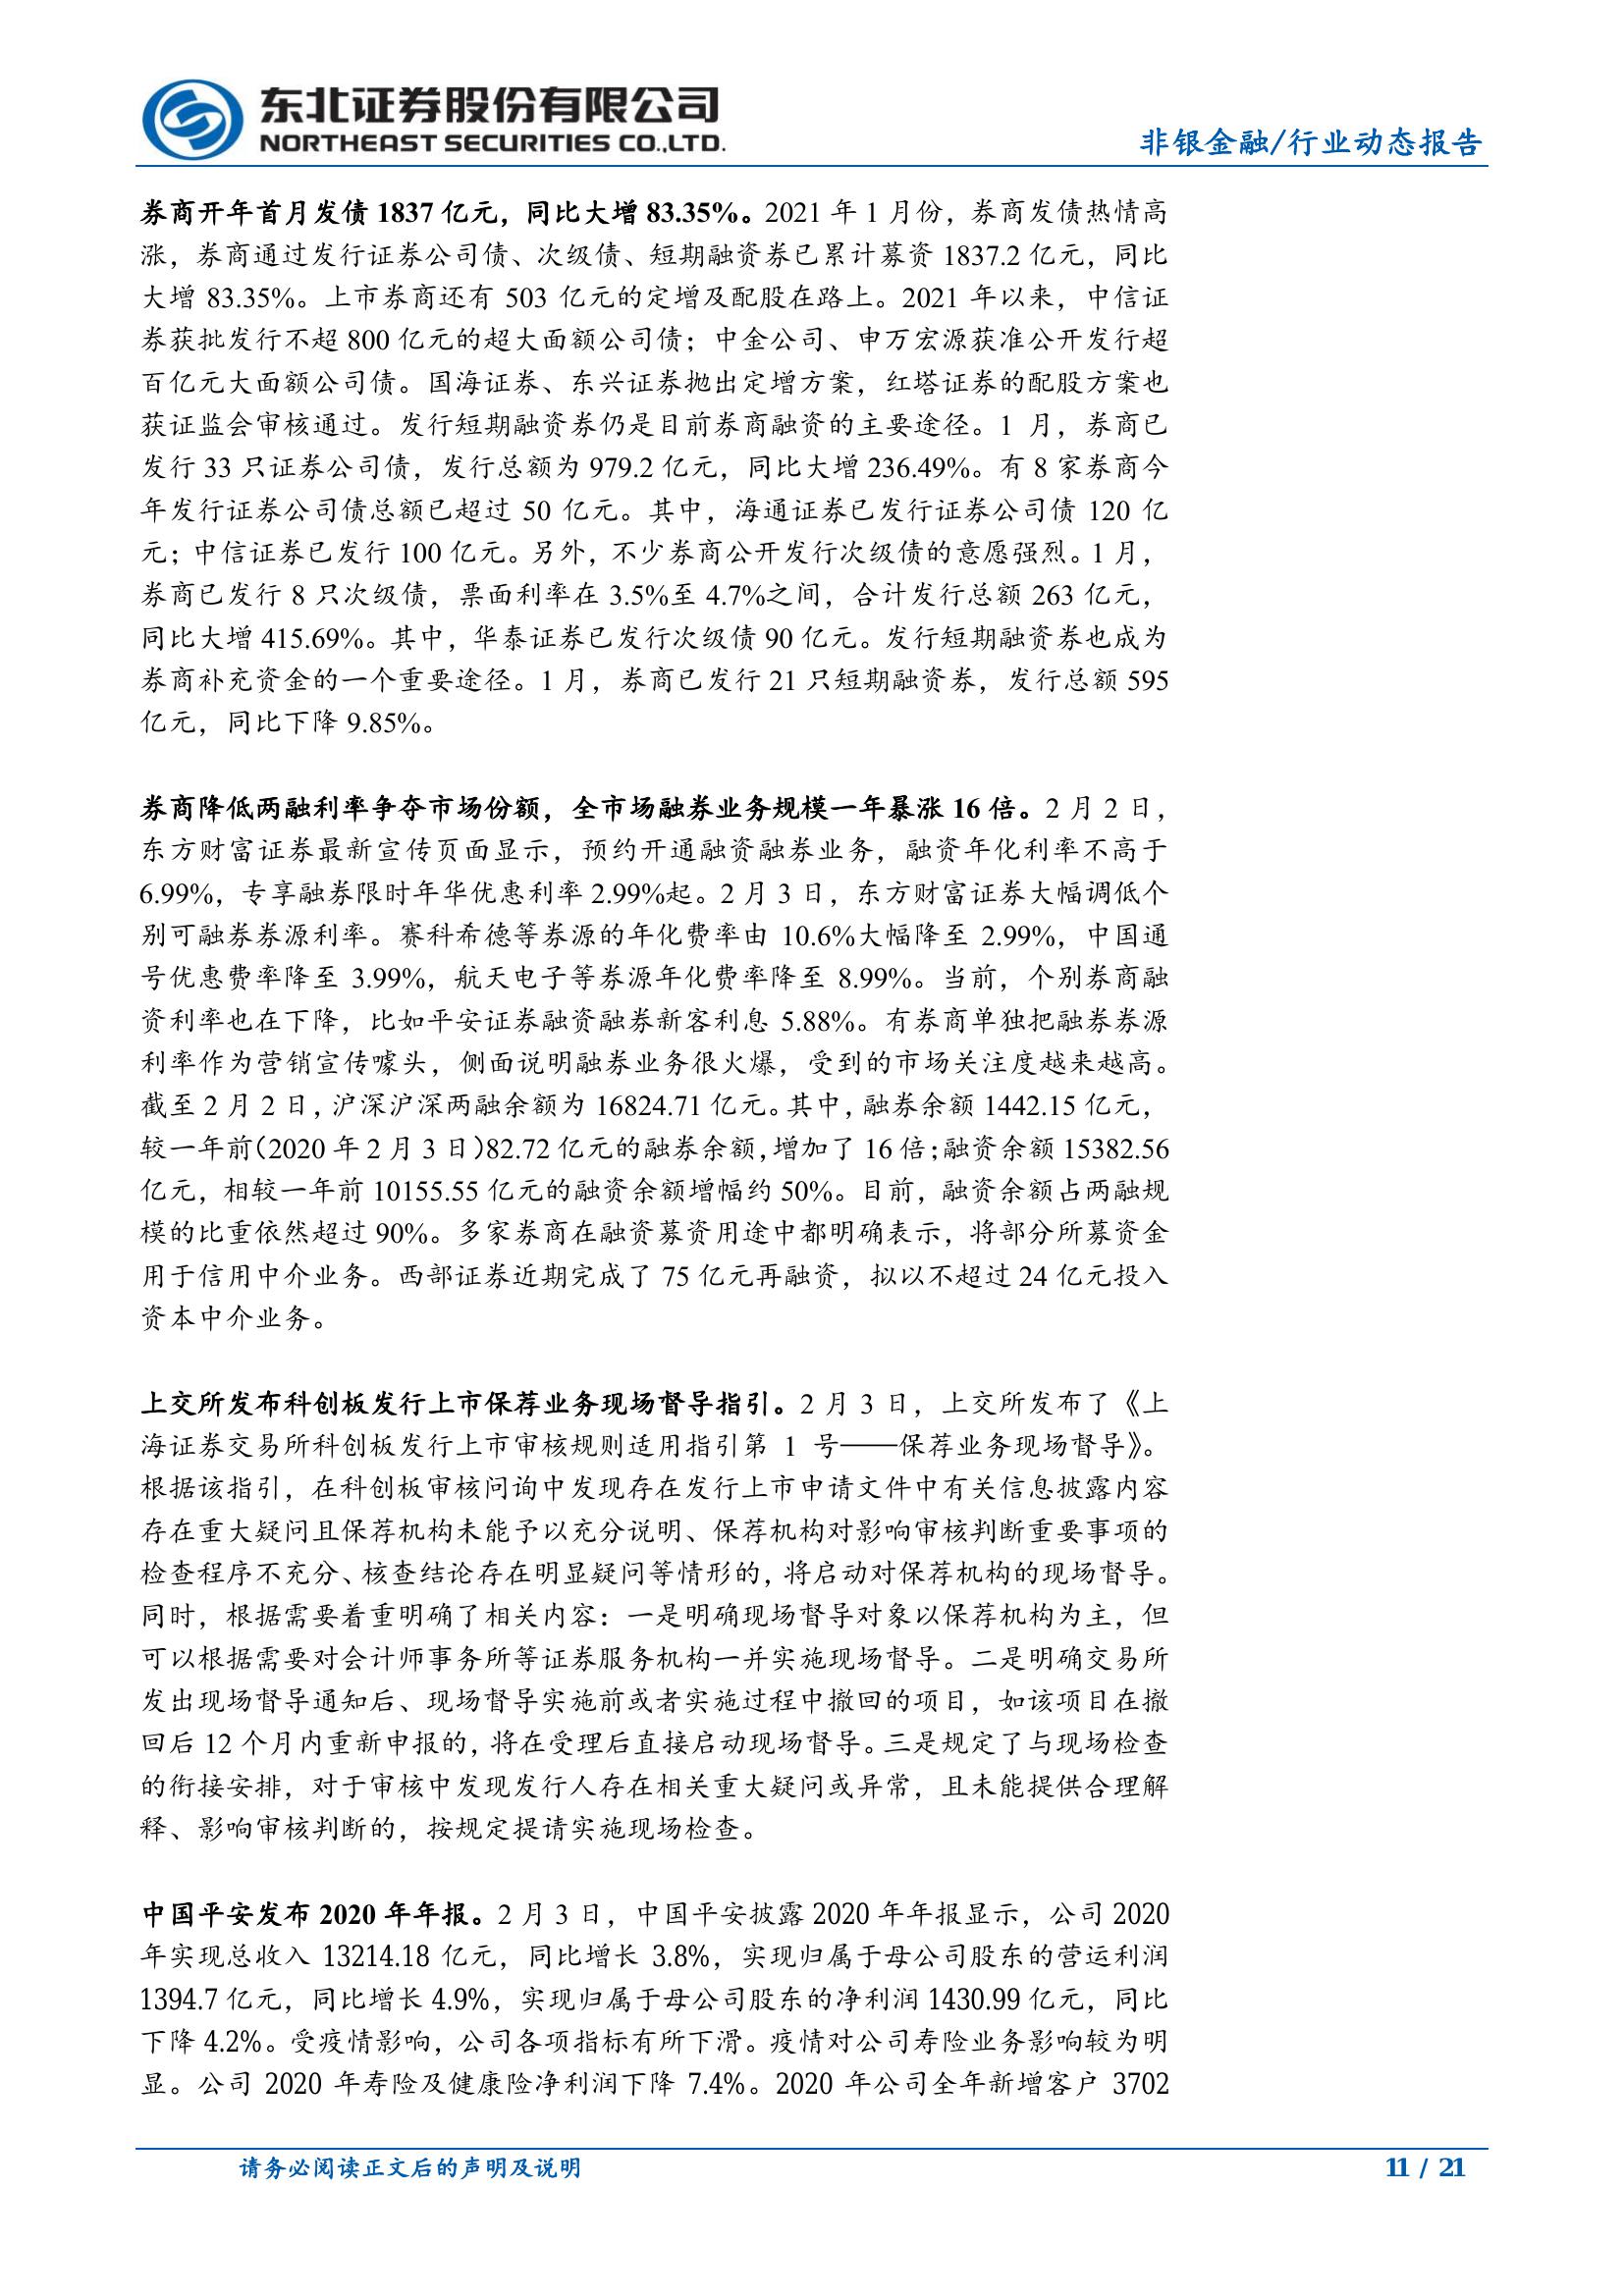 东北证券股份有限公司
NORTHEAST SECURITIES CO.,LTD.
非银金融/行业动态报告
券商开年首月发债 1837 亿元，同比大增 83.35%。2021 年 1 月份，券商发债热情高
涨，券商通过发行证券公司债、次级债、短期融资券已累计募资 1837.2 亿元，同比
大增 83.35%。上市券商还有 503 亿元的定增及配股在路上。2021 年以来，中信证
券获批发行不超 800 亿元的超大面额公司债；中金公司、申万宏源获准公开发行超
百亿元大面额公司债。国海证券、东兴证券抛出定增方案，红塔证券的配股方案也
获证监会审核通过。发行短期融资券仍是目前券商融资的主要途径。1 月，券商已
发行 33 只证券公司债，发行总额为 979.2 亿元，同比大增 236.49%。有 8 家券商今
年发行证券公司债总额已超过 50 亿元。其中，海通证券已发行证券公司债 120 亿
元；中信证券已发行 100 亿元。另外，不少券商公开发行次级债的意愿强烈。1 月，
券商已发行 8 只次级债，票面利率在 3.5%至 4.7%之间，合计发行总额 263 亿元，
同比大增 415.69%。其中，华泰证券已发行次级债 90 亿元。发行短期融资券也成为
券商补充资金的一个重要途径。1 月，券商已发行 21 只短期融资券，发行总额 595
亿元，同比下降 9.85%。
券商降低两融利率争夺市场份额，全市场融券业务规模一年暴涨 16 倍。2 月 2 日，
东方财富证券最新宣传页面显示，预约开通融资融券业务，融资年化利率不高于
6.99%，专享融券限时年华优惠利率 2.99%起。2 月 3 日，东方财富证券大幅调低个
别可融券券源利率。赛科希德等券源的年化费率由 10.6%大幅降至 2.99%，中国通
号优惠费率降至 3.99%，航天电子等券源年化费率降至 8.99%。当前，个别券商融
资利率也在下降，比如平安证券融资融券新客利息 5.88%。有券商单独把融券券源
利率作为营销宣传噱头，侧面说明融券业务很火爆，受到的市场关注度越来越高。
截至 2 月 2 日，沪深沪深两融余额为 16824.71 亿元。其中，融券余额 1442.15 亿元，
较一年前（2020 年 2 月 3 日）82.72 亿元的融券余额，增加了 16 倍；融资余额 15382.56
亿元，相较一年前 10155.55 亿元的融资余额增幅约 50%。目前，融资余额占两融规
模的比重依然超过 90%。多家券商在融资募资用途中都明确表示，将部分所募资金
用于信用中介业务。西部证券近期完成了 75 亿元再融资，拟以不超过 24 亿元投入
资本中介业务。
上交所发布科创板发行上市保荐业务现场督导指引。2 月 3 日，上交所发布了《上
海证券交易所科创板发行上市审核规则适用指引第 1 号——保荐业务现场督导》。
根据该指引，在科创板审核问询中发现存在发行上市申请文件中有关信息披露内容
存在重大疑问且保荐机构未能予以充分说明、保荐机构对影响审核判断重要事项的
检查程序不充分、核查结论存在明显疑问等情形的，将启动对保荐机构的现场督导。
同时，根据需要着重明确了相关内容：一是明确现场督导对象以保荐机构为主，但
可以根据需要对会计师事务所等证券服务机构一并实施现场督导。二是明确交易所
发出现场督导通知后、现场督导实施前或者实施过程中撤回的项目，如该项目在撤
回后 12 个月内重新申报的，将在受理后直接启动现场督导。三是规定了与现场检查
的衔接安排，对于审核中发现发行人存在相关重大疑问或异常，且未能提供合理解
释、影响审核判断的，按规定提请实施现场检查。
中国平安发布 2020 年年报。2 月 3 日，中国平安披露 2020 年年报显示，公司 2020
年实现总收入 13214.18 亿元，同比增长 3.8%，实现归属于母公司股东的营运利润
1394.7 亿元，同比增长 4.9%，实现归属于母公司股东的净利润 1430.99 亿元，同比
下降 4.2%。受疫情影响，公司各项指标有所下滑。疫情对公司寿险业务影响较为明
显。公司 2020 年寿险及健康险净利润下降 7.4%。2020 年公司全年新增客户 3702
请务必阅读正文后的声明及说明
11 / 21